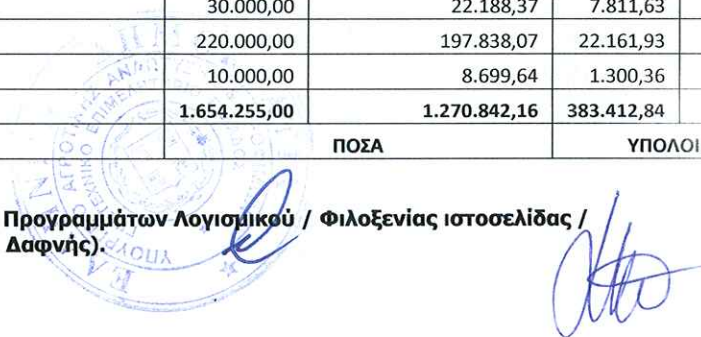 30.000,00 22.188,37 7.811,63
220.000,00 197.838,07 22.161,93
10.000,00 8.699,64 1.300,36
1.654.255,00 1.270.842,16 383.412,84
ΠΟΣΑ ΥΠΟΛΟΙ
Προγραμμάτων Λογισμικού / Φιλοξενίας ιστοσελίδας /
Δαφνής).